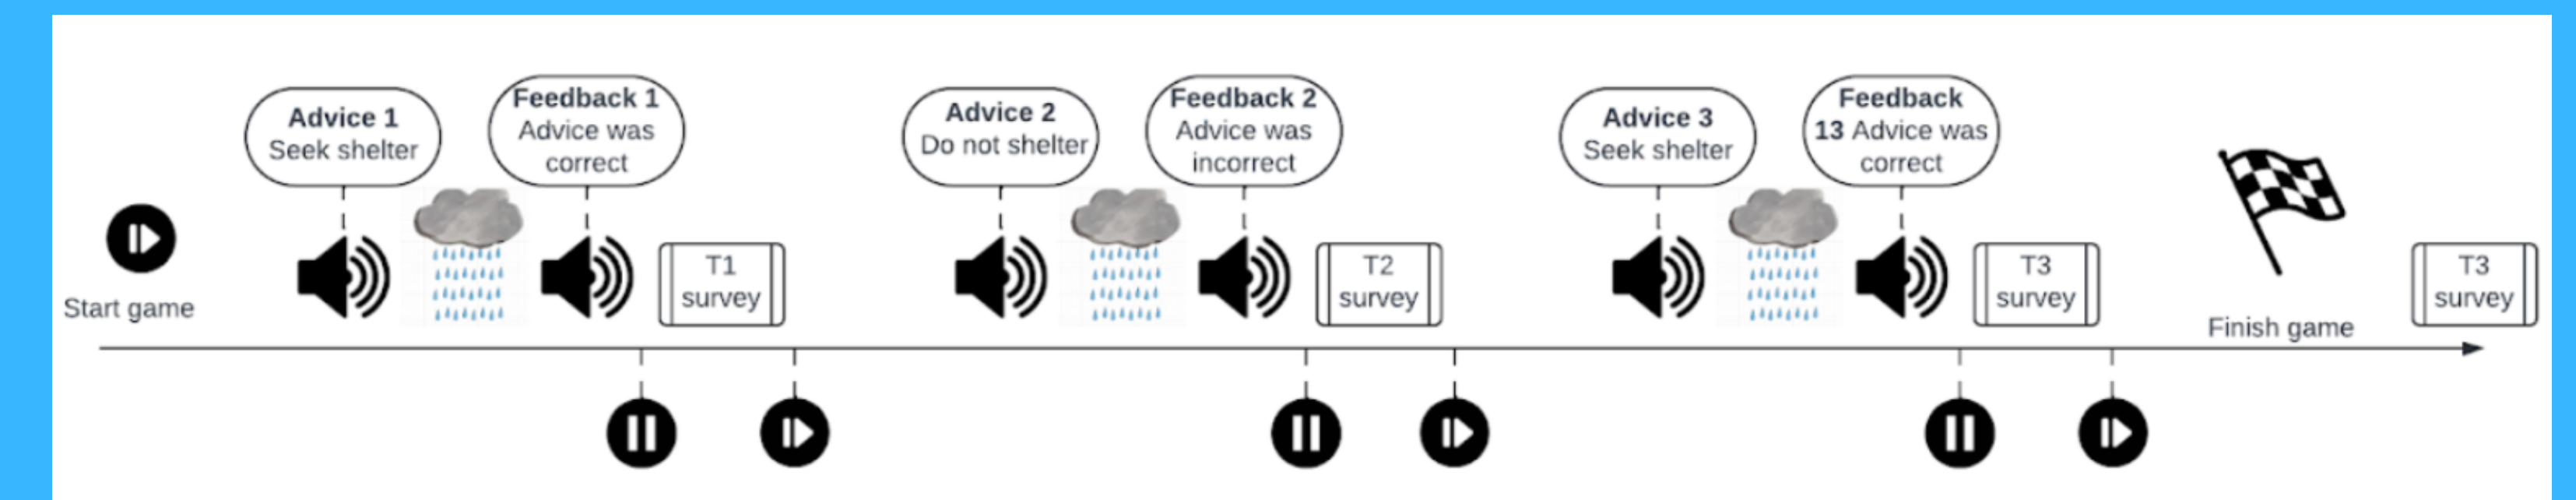 Start game
Advice 1
Seek shelter
Feedback 1
Advice was
correct
T1
survey
Advice 2
Do not shelter
Feedback 2
Advice was
incorrect
T2
survey
Advice 3
Seek shelter
Feedback
13 Advice was
correct
T3
survey
Finish game
T3
survey